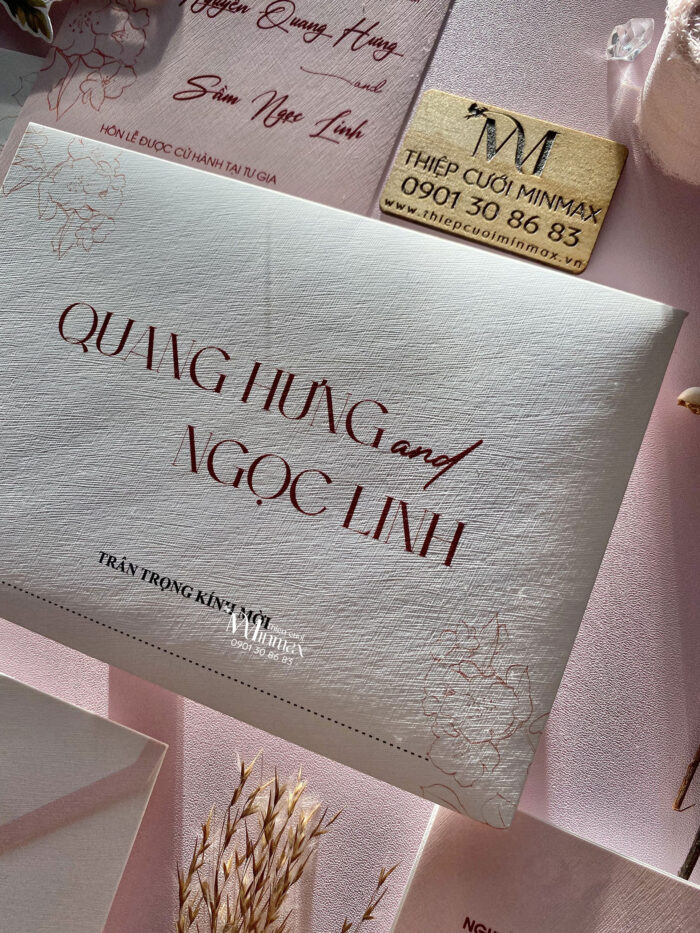 Nguyễn Quang Hưng
and
Sầm Ngọc Linh
HÔN LỄ ĐƯỢC CỬ HÀNH TẠI TƯ GIA
THIỆP CƯỚI MINMAX
0901 30 86 83
www.thiepcuoiminmax.vn
QUANG HƯNG and
NGỌC LINH
TRÂN TRỌNG KÍNH MỜI
Minmax
0901 30 86 83